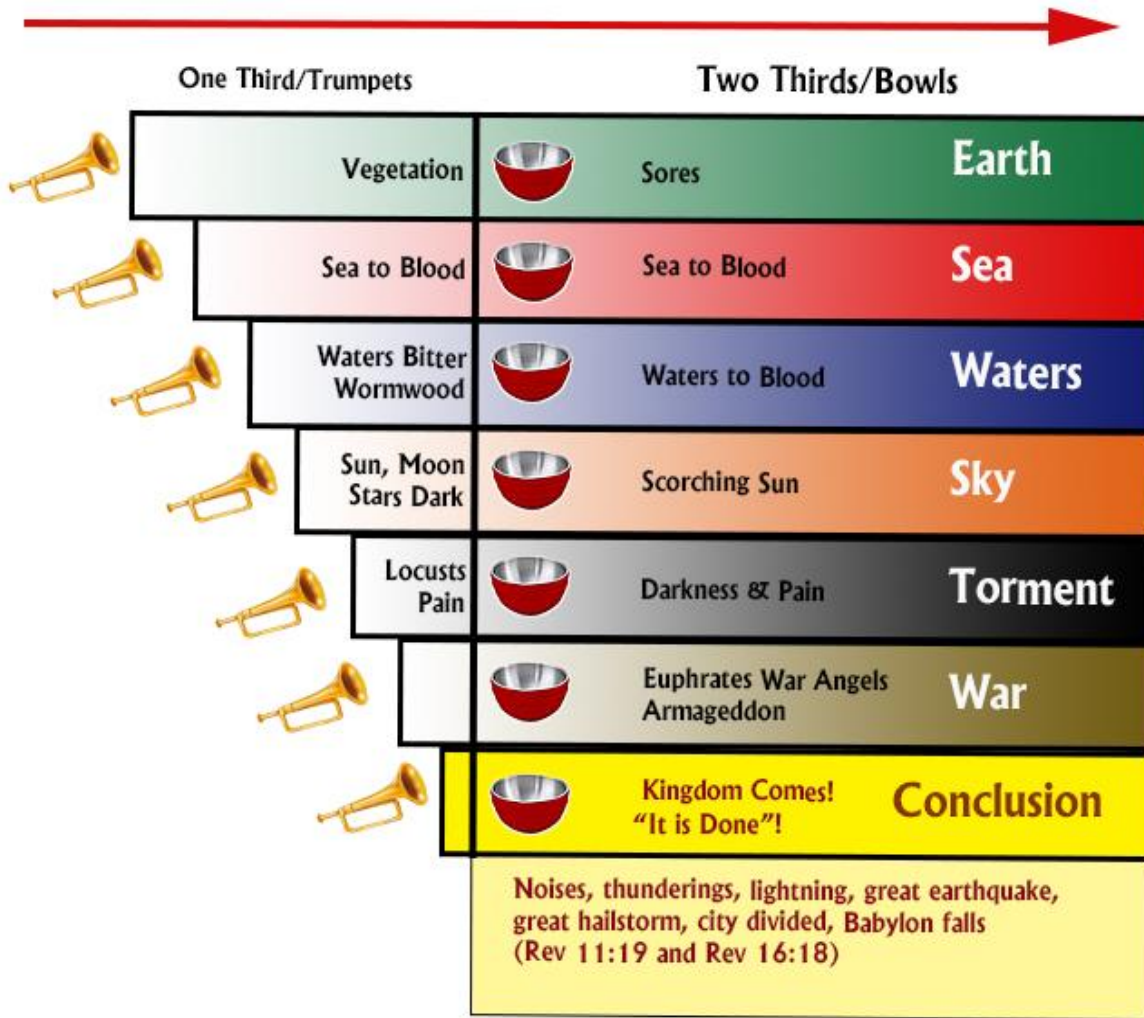 One Third/Trumpets
Two Thirds/Bowls
Vegetation
Sores
Earth
Sea to Blood
Sea to Blood
Sea
Waters Bitter
Wormwood
Waters to Blood
Waters
Sun, Moon
Stars Dark
Scorching Sun
Sky
Locusts
Pain
Darkness & Pain
Torment
Euphrates War Angels
Armageddon
War
Kingdom Comes!
“It is Done”!
Conclusion
Noises, thunderings, lightning, great earthquake,
great hailstorm, city divided, Babylon falls
(Rev 11:19 and Rev 16:18)